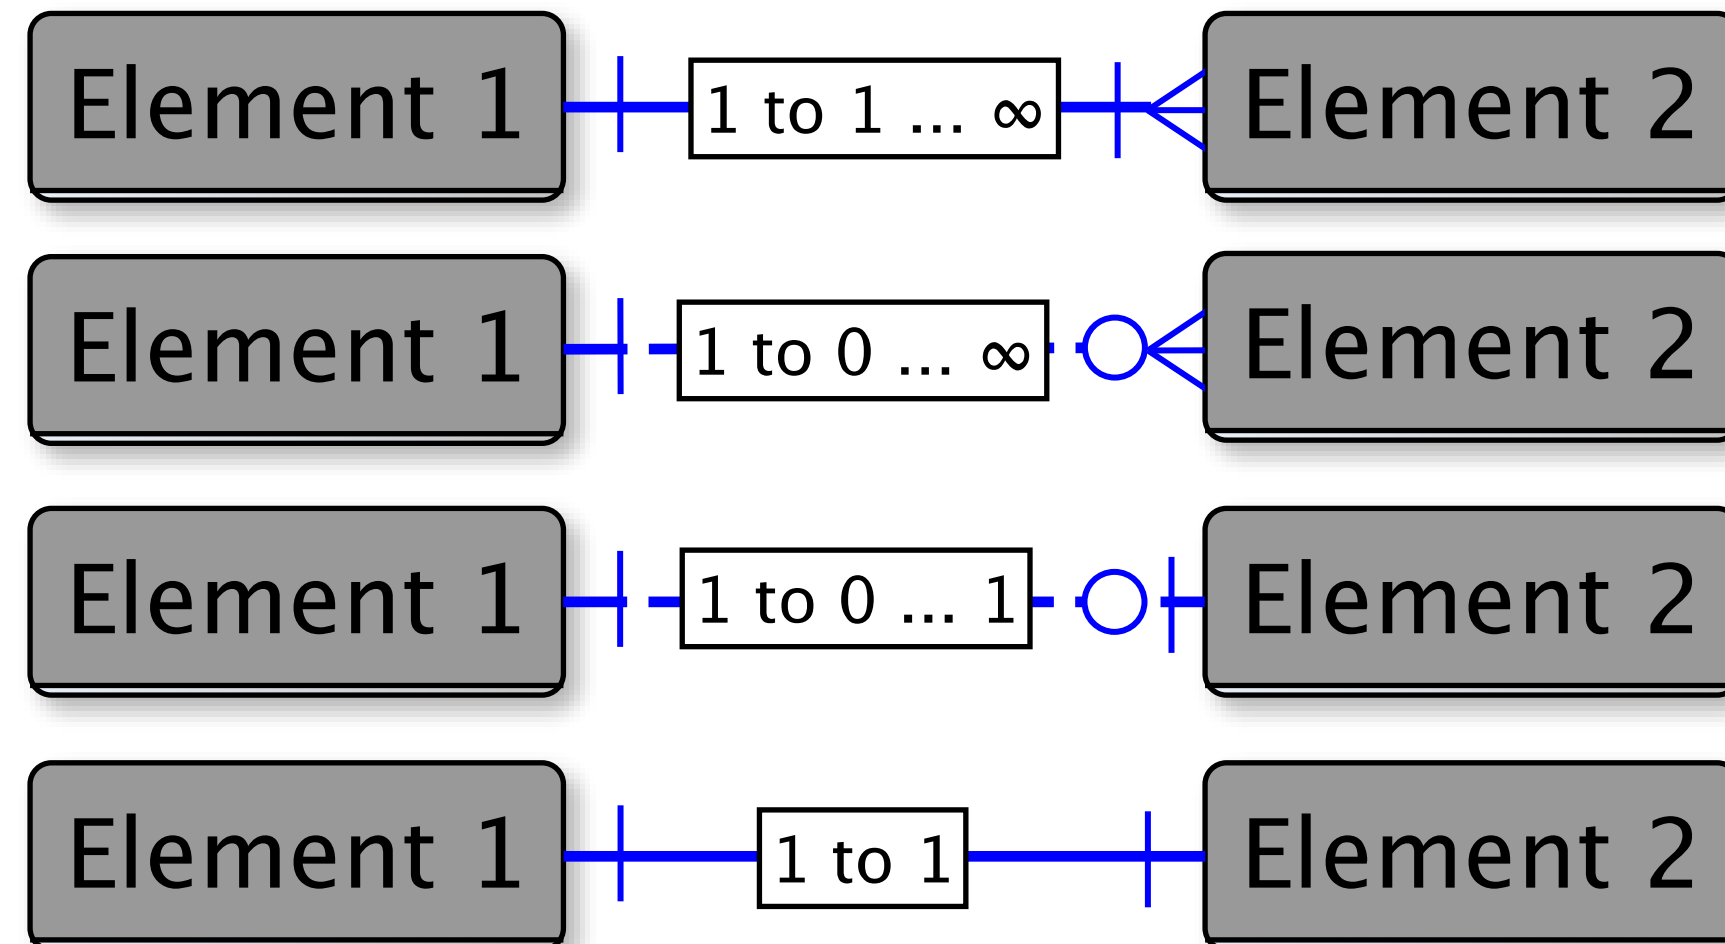 Element 1 1 to 1 ... ∞ Element 2
Element 1 1 to 0 ... ∞ Element 2
Element 1 1 to 0 ... 1 Element 2
Element 1 1 to 1 Element 2